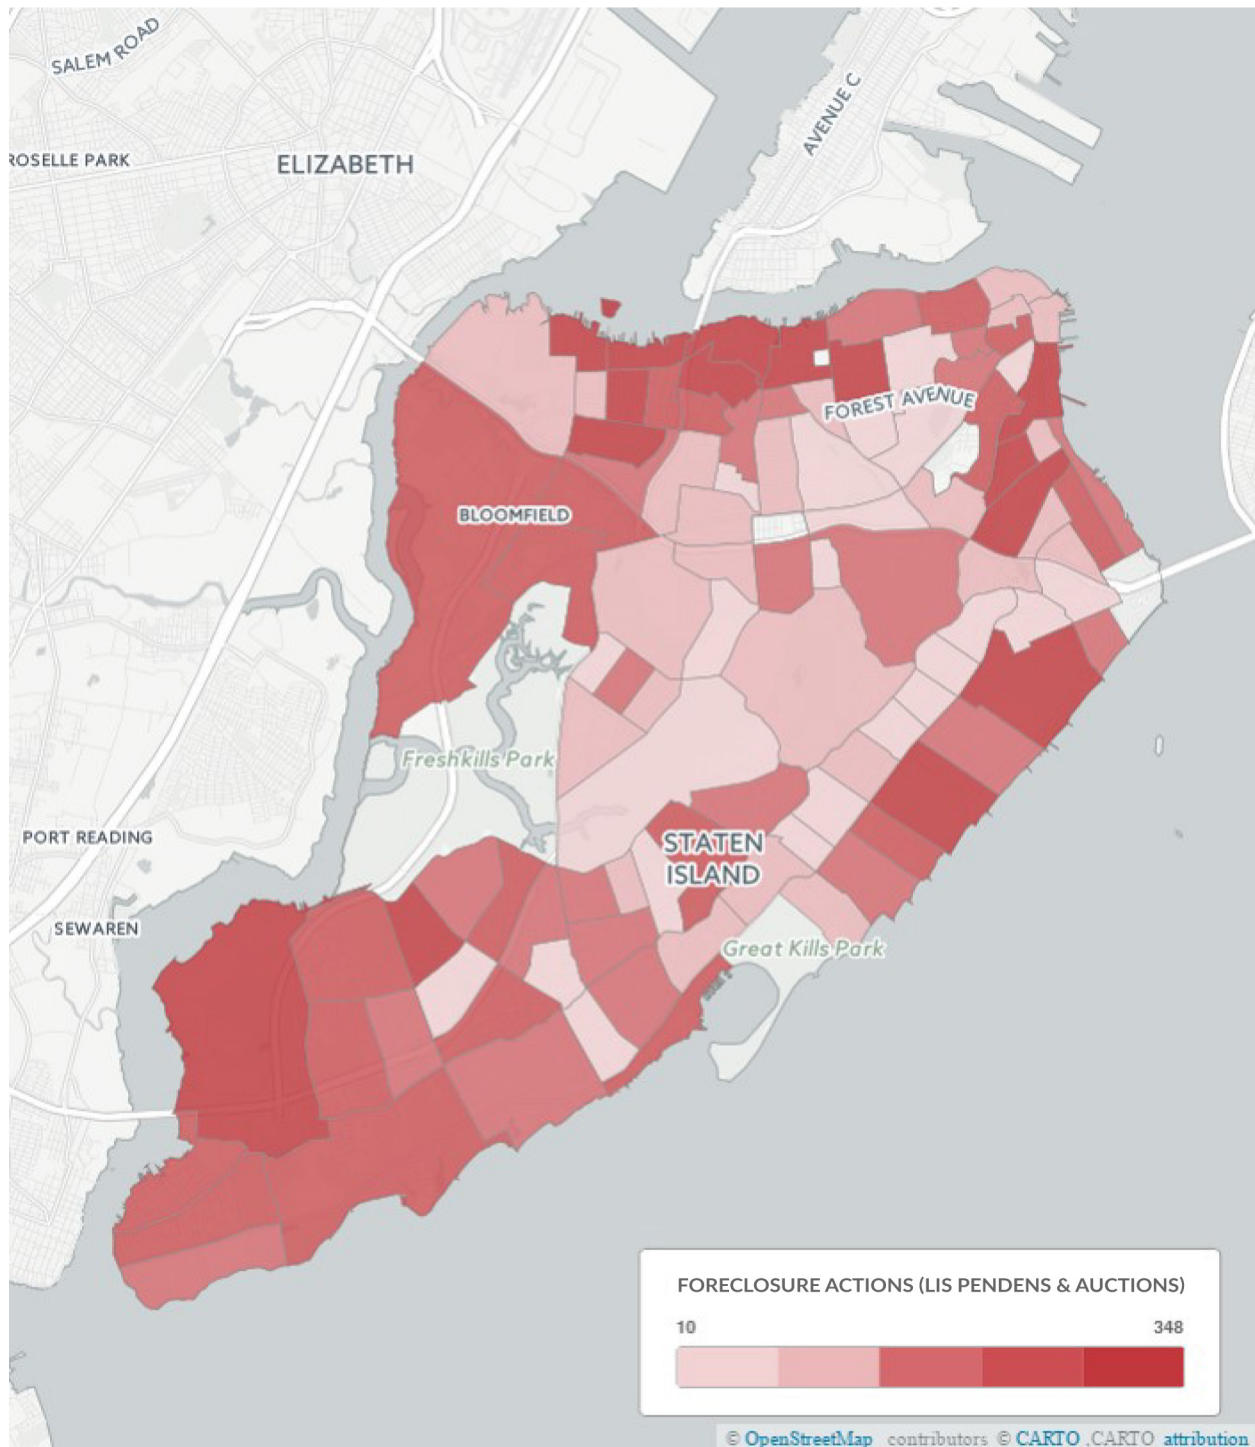 SALEM ROAD
AVENUE C
ROSELLE PARK
ELIZABETH
FOREST AVENUE
BLOOMFIELD
Freshkills Park
PORT READING
STATEN
ISLAND
SEWAREN
Great Kills Park
FORECLOSURE ACTIONS (LIS PENDENS & AUCTIONS)
10 348
© OpenStreetMap contributors © CARTO ,CARTO attribution